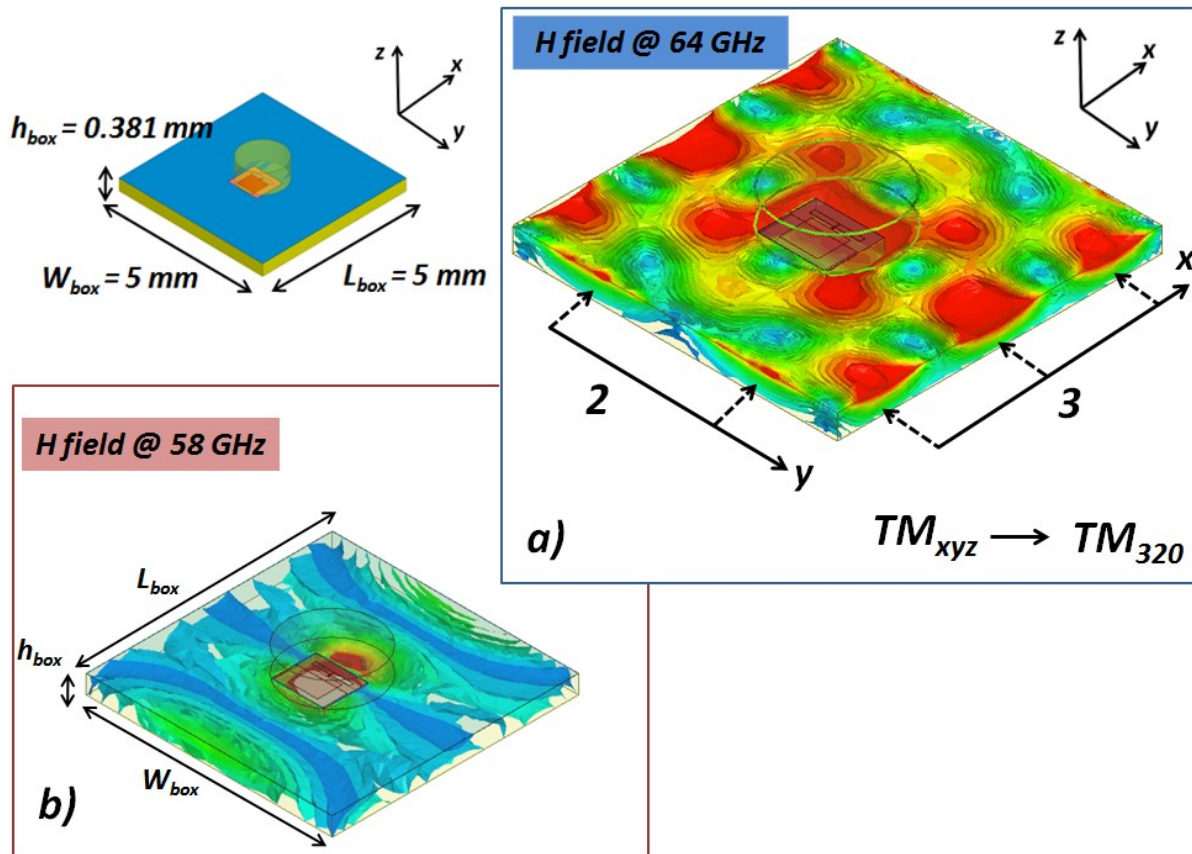 z
x
y
h_box = 0.381 mm
W_box = 5 mm
L_box = 5 mm
H field @ 64 GHz
z
x
y
x
2
3
y
a)
TM_xyz → TM_320
H field @ 58 GHz
L_box
h_box
W_box
b)